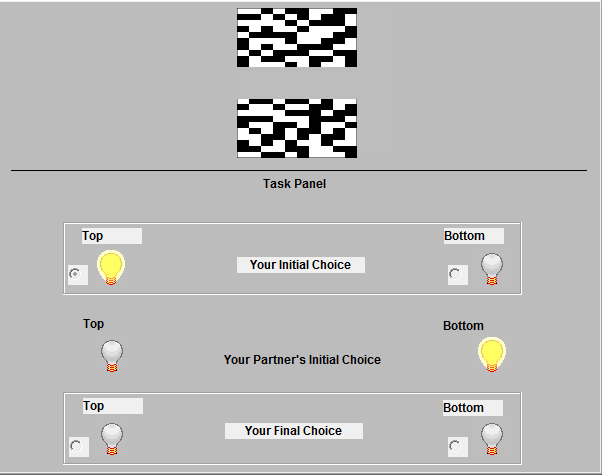 Task Panel
Top
Bottom
Your Initial Choice
Top
Bottom
Your Partner's Initial Choice
Top
Bottom
Your Final Choice